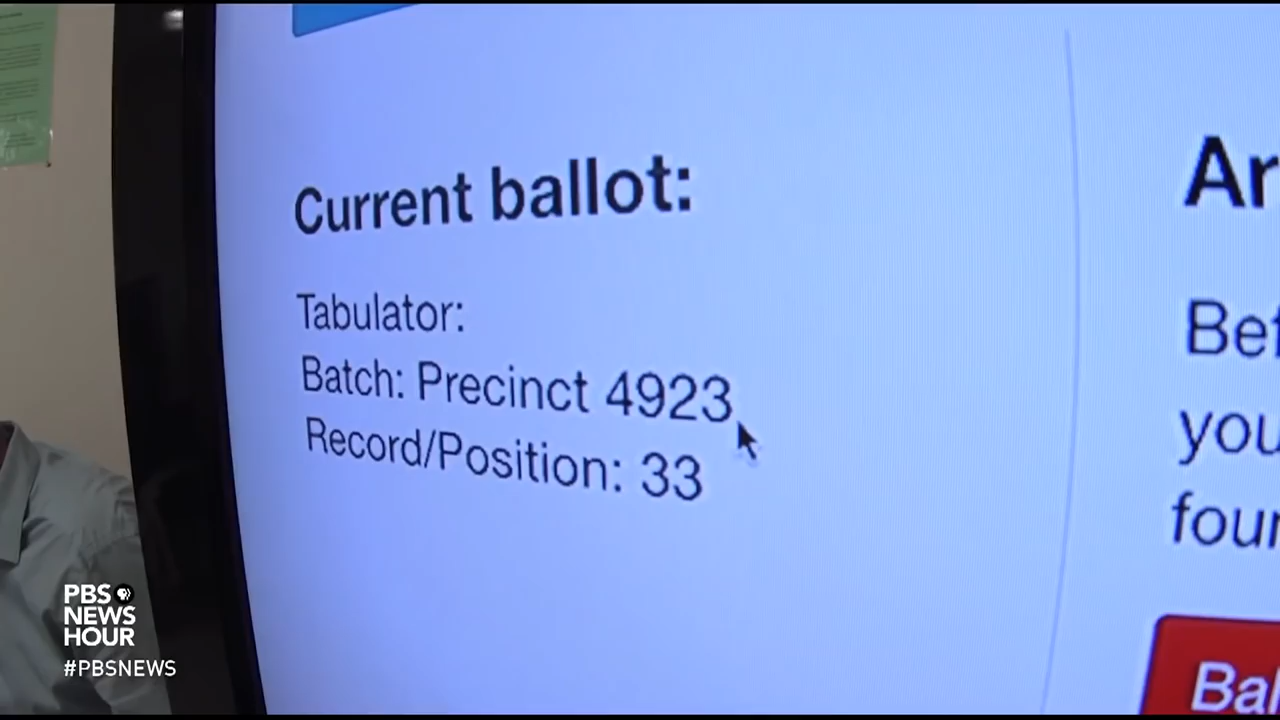 Current ballot:
Tabulator:
Batch: Precinct 4923
Record/Position: 33
PBS
NEWS
HOUR
#PBSNEWS